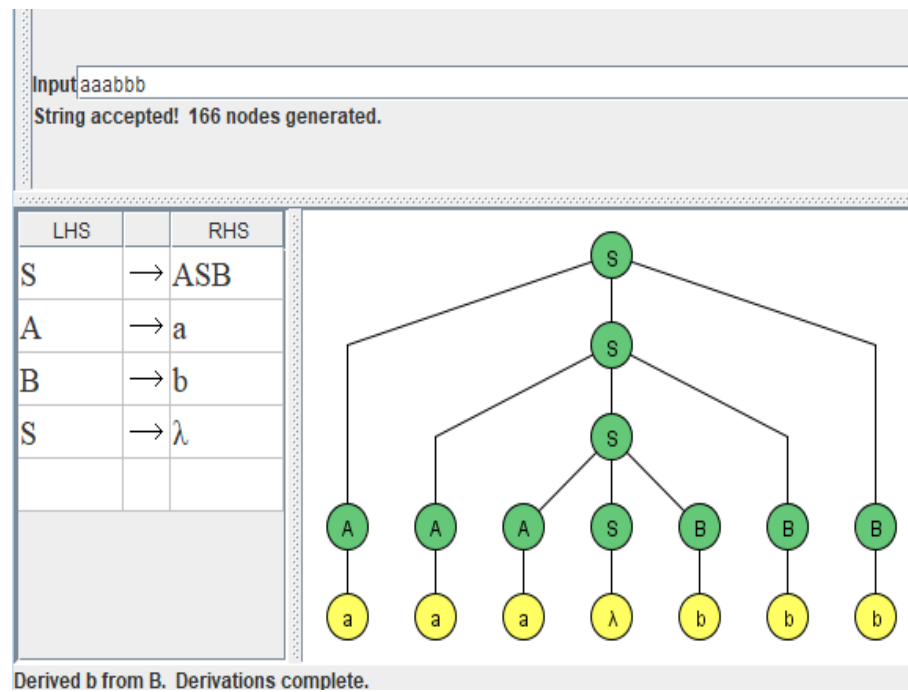 Input aaabbb
String accepted! 166 nodes generated.
LHS RHS
S → ASB
A → a
B → b
S → λ
S
S
S
A A A S B B B
a a a λ b b b
Derived b from B. Derivations complete.